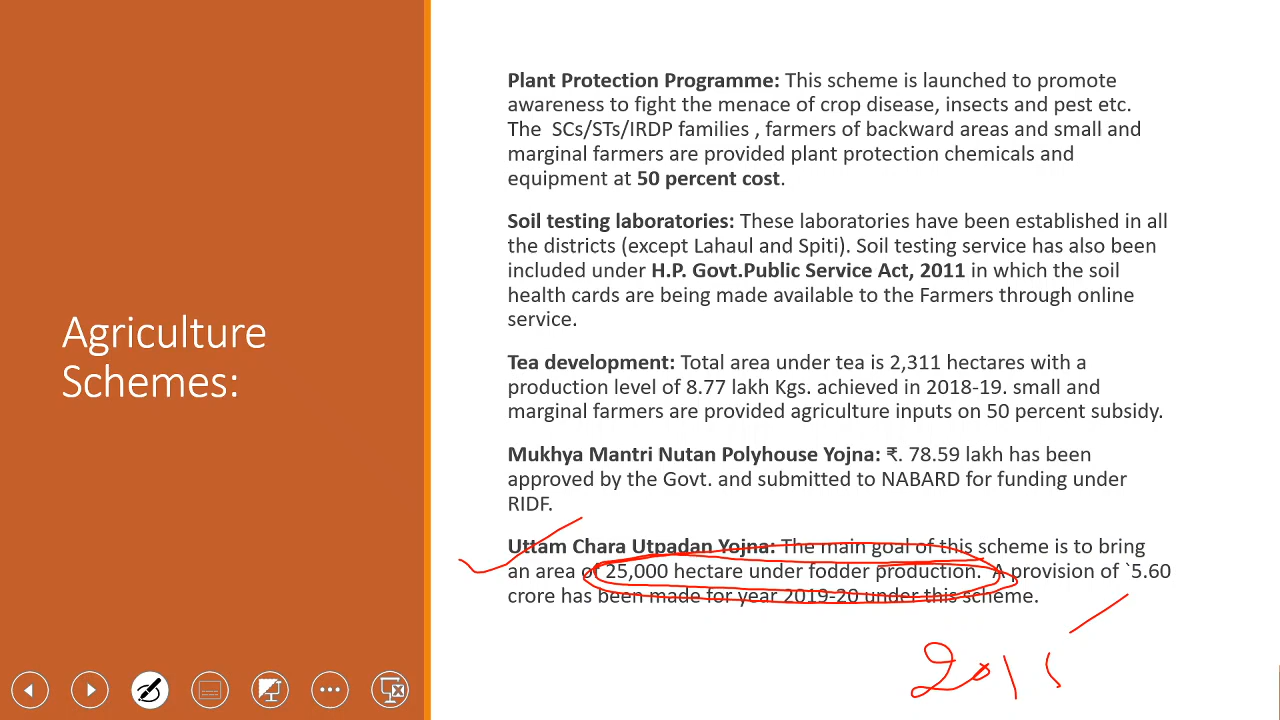 Agriculture
Schemes:
Plant Protection Programme: This scheme is launched to promote
awareness to fight the menace of crop disease, insects and pest etc.
The SCs/STs/IRDP families , farmers of backward areas and small and
marginal farmers are provided plant protection chemicals and
equipment at 50 percent cost.
Soil testing laboratories: These laboratories have been established in all
the districts (except Lahaul and Spiti). Soil testing service has also been
included under H.P. Govt.Public Service Act, 2011 in which the soil
health cards are being made available to the Farmers through online
service.
Tea development: Total area under tea is 2,311 hectares with a
production level of 8.77 lakh Kgs. achieved in 2018-19. small and
marginal farmers are provided agriculture inputs on 50 percent subsidy.
Mukhya Mantri Nutan Polyhouse Yojna: ₹. 78.59 lakh has been
approved by the Govt. and submitted to NABARD for funding under
RIDF.
Uttam Chara Utpadan Yojna: The main goal of this scheme is to bring
an area of 25,000 hectare under fodder production. A provision of `5.60
crore has been made for year 2019-20 under this scheme.